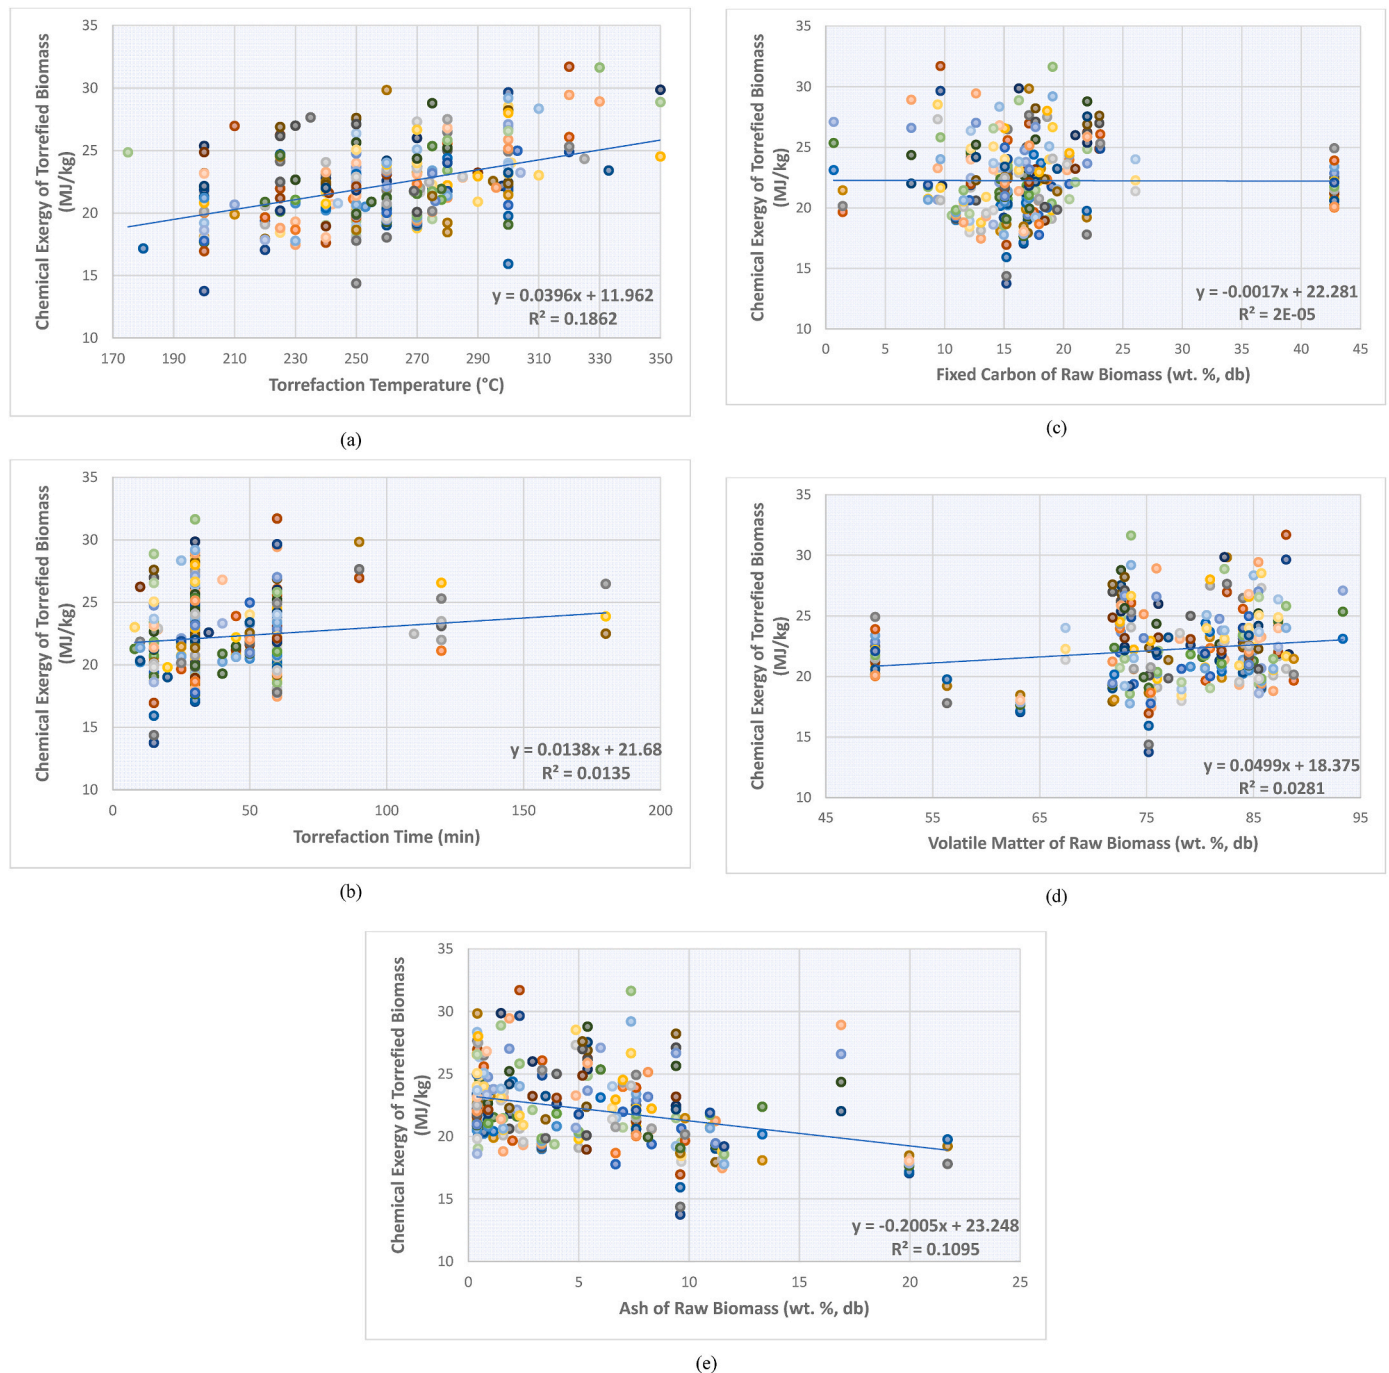 Chemical Exergy of Torrefied Biomass
(MJ/kg)
35
30
25
20
15
10
y = 0.0396x + 11.962
R² = 0.1862
170 190 210 230 250 270 290 310 330 350
Torrefaction Temperature (°C)
(a)
Chemical Exergy of Torrefied Biomass
(MJ/kg)
35
30
25
20
15
10
y = -0.0017x + 22.281
R² = 2E-05
0 5 10 15 20 25 30 35 40 45
Fixed Carbon of Raw Biomass (wt. %, db)
(c)
Chemical Exergy of Torrefied Biomass
(MJ/kg)
35
30
25
20
15
10
y = 0.0138x + 21.68
R² = 0.0135
0 50 100 150 200
Torrefaction Time (min)
(b)
Chemical Exergy of Torrefied Biomass
(MJ/kg)
35
30
25
20
15
10
y = 0.0499x + 18.375
R² = 0.0281
45 55 65 75 85 95
Volatile Matter of Raw Biomass (wt. %, db)
(d)
Chemical Exergy of Torrefied Biomass
(MJ/kg)
35
30
25
20
15
10
y = -0.2005x + 23.248
R² = 0.1095
0 5 10 15 20 25
Ash of Raw Biomass (wt. %, db)
(e)